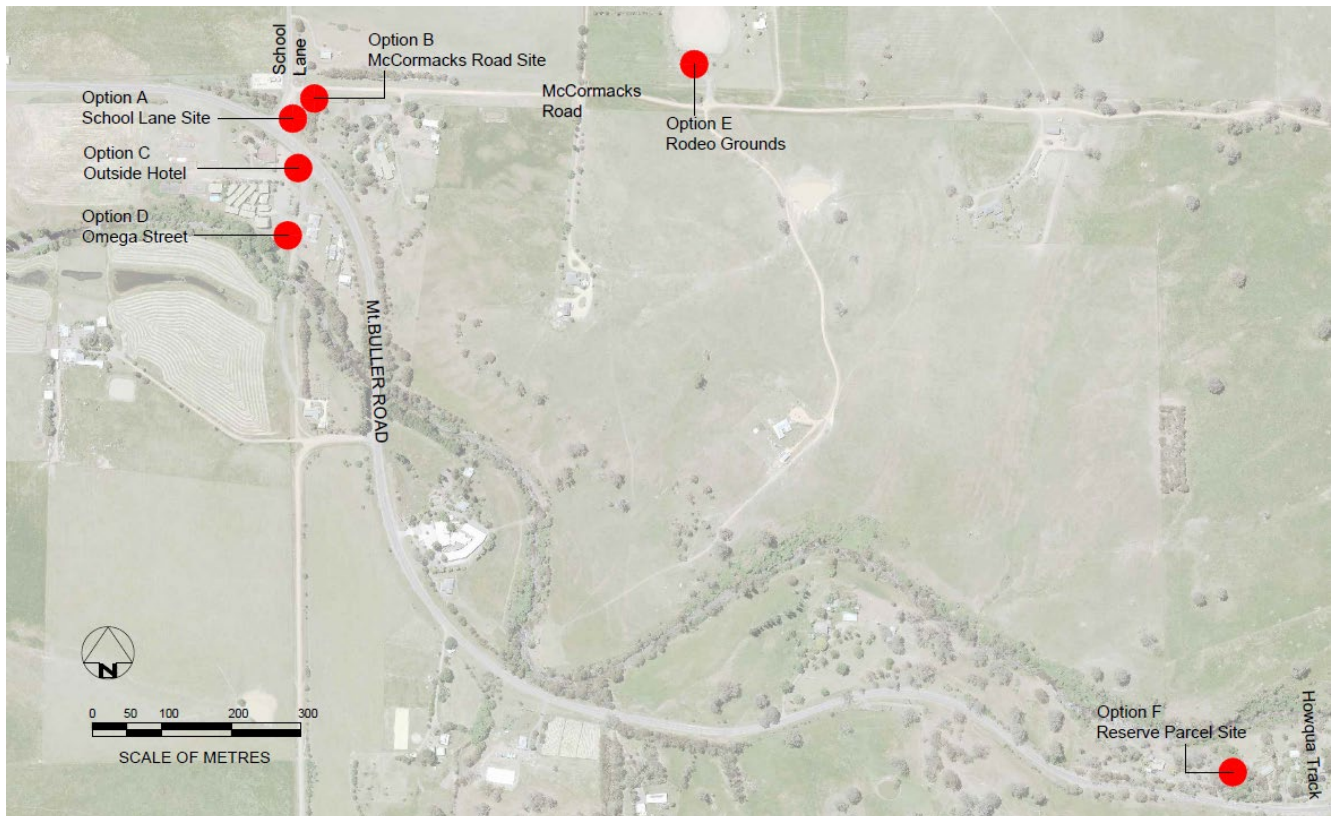 School
Lane
Option B
McCormacks Road Site
Option A
School Lane Site
McCormacks
Road
Option E
Rodeo Grounds
Option C
Outside Hotel
Option D
Omega Street
Mt.BULLER ROAD
N
0 50 100 200 300
SCALE OF METRES
Option F
Reserve Parcel Site
Howqua Track